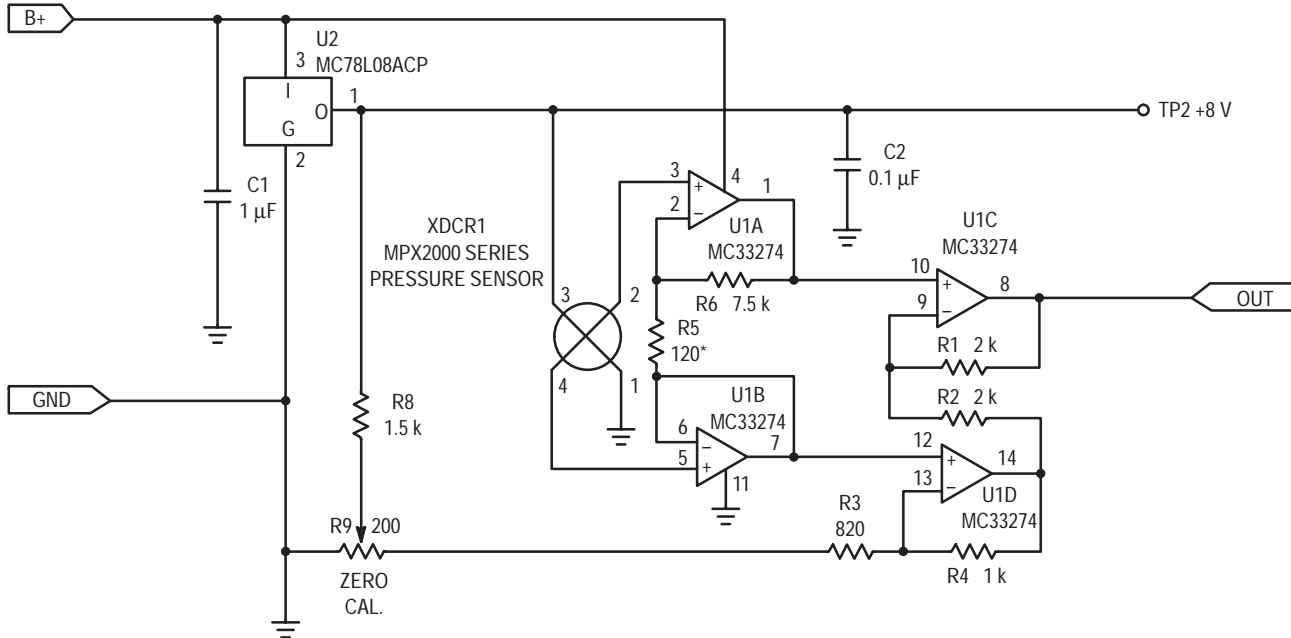 B+
U2
MC78L08ACP
3
I
G
O
1
2
TP2 +8 V
C1
1 µF
C2
0.1 µF
XDCR1
MPX2000 SERIES
PRESSURE SENSOR
3
2
4
1
3
2
+
−
4
1
U1A
MC33274
R6 7.5 k
R5
120*
U1B
MC33274
6
5
−
+
7
11
U1C
MC33274
10
9
+
−
8
OUT
R1 2 k
R2 2 k
12
13
+
−
14
U1D
MC33274
GND
R8
1.5 k
R9 200
ZERO
CAL.
R3
820
R4 1 k